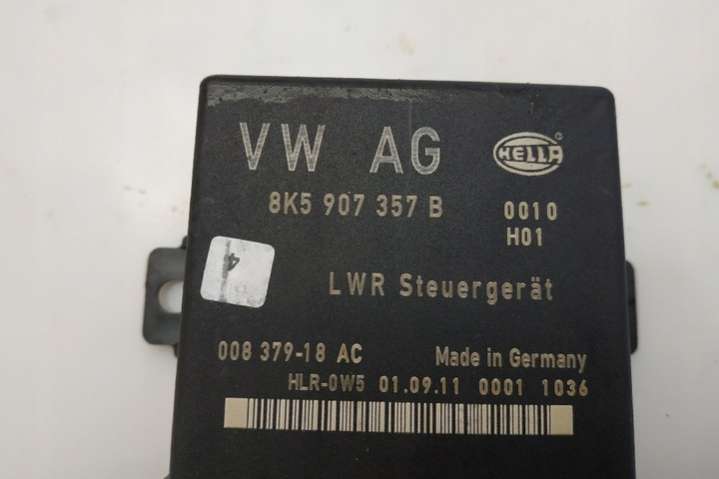 VW AG
HELLA
8K5 907 357 B 0010
H01
LWR Steuergerät
008 379-18 AC Made in Germany
HLR-0W5 01.09.11 0001 1036